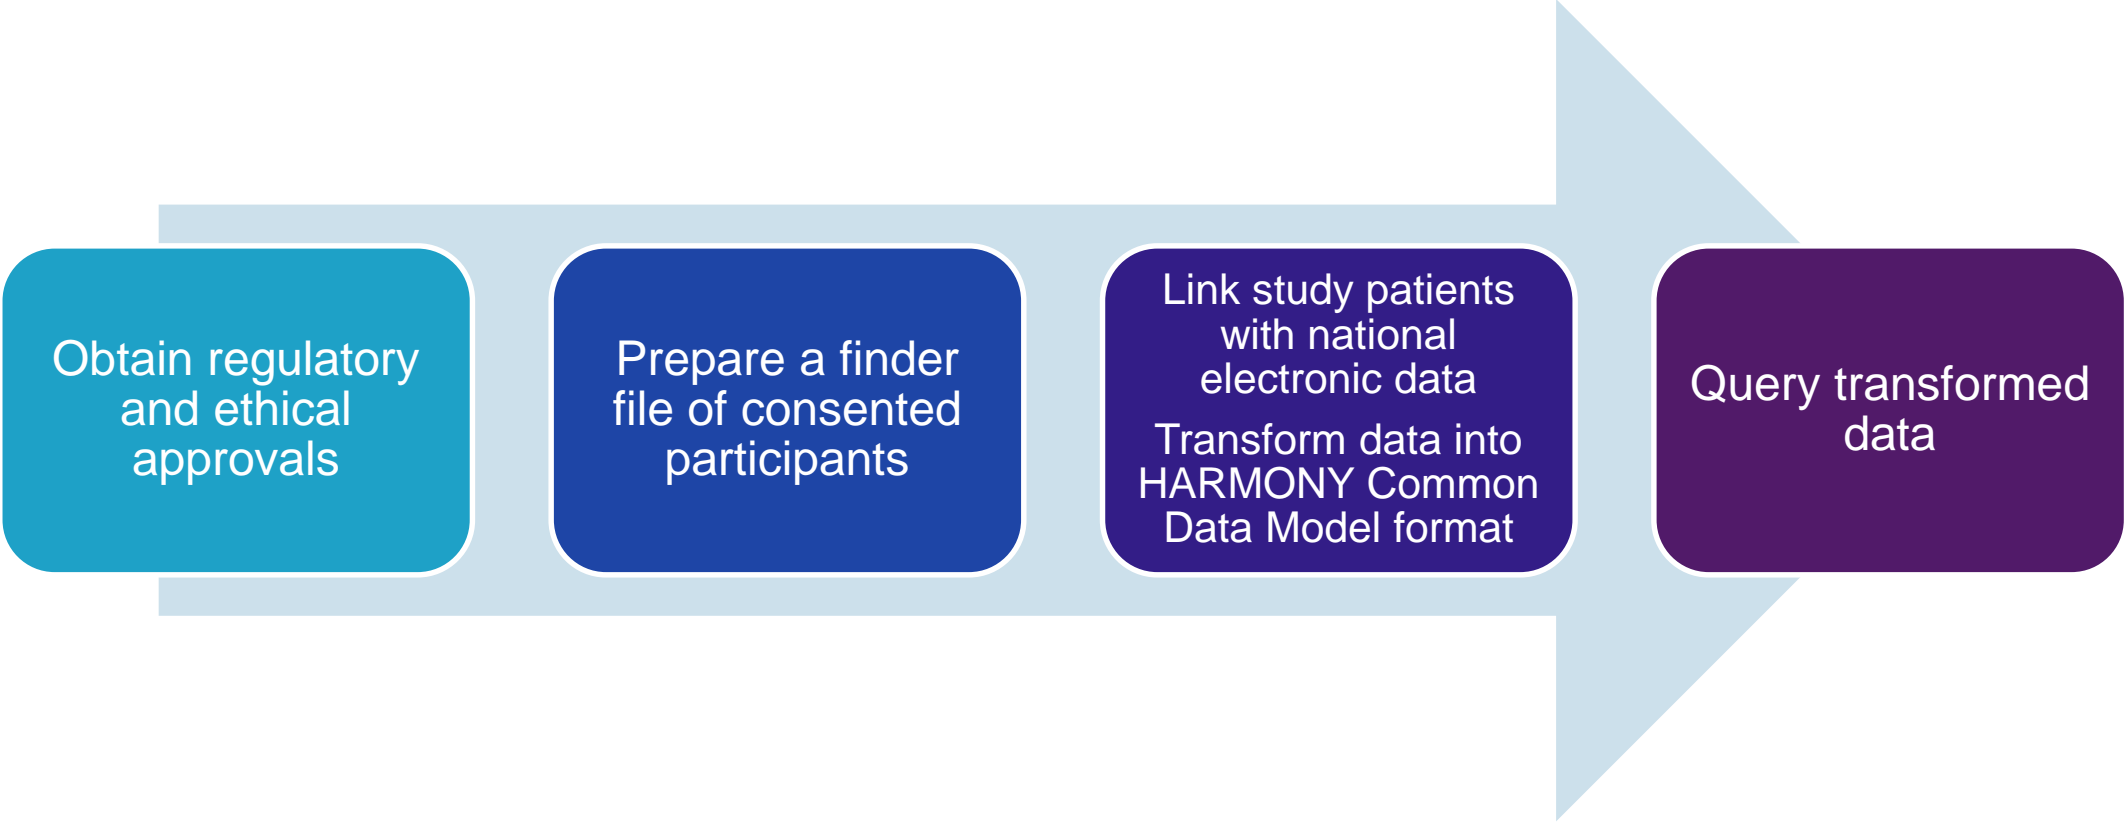 Obtain regulatory
and ethical
approvals
Prepare a finder
file of consented
participants
Link study patients
with national
electronic data
Transform data into
HARMONY Common
Data Model format
Query transformed
data